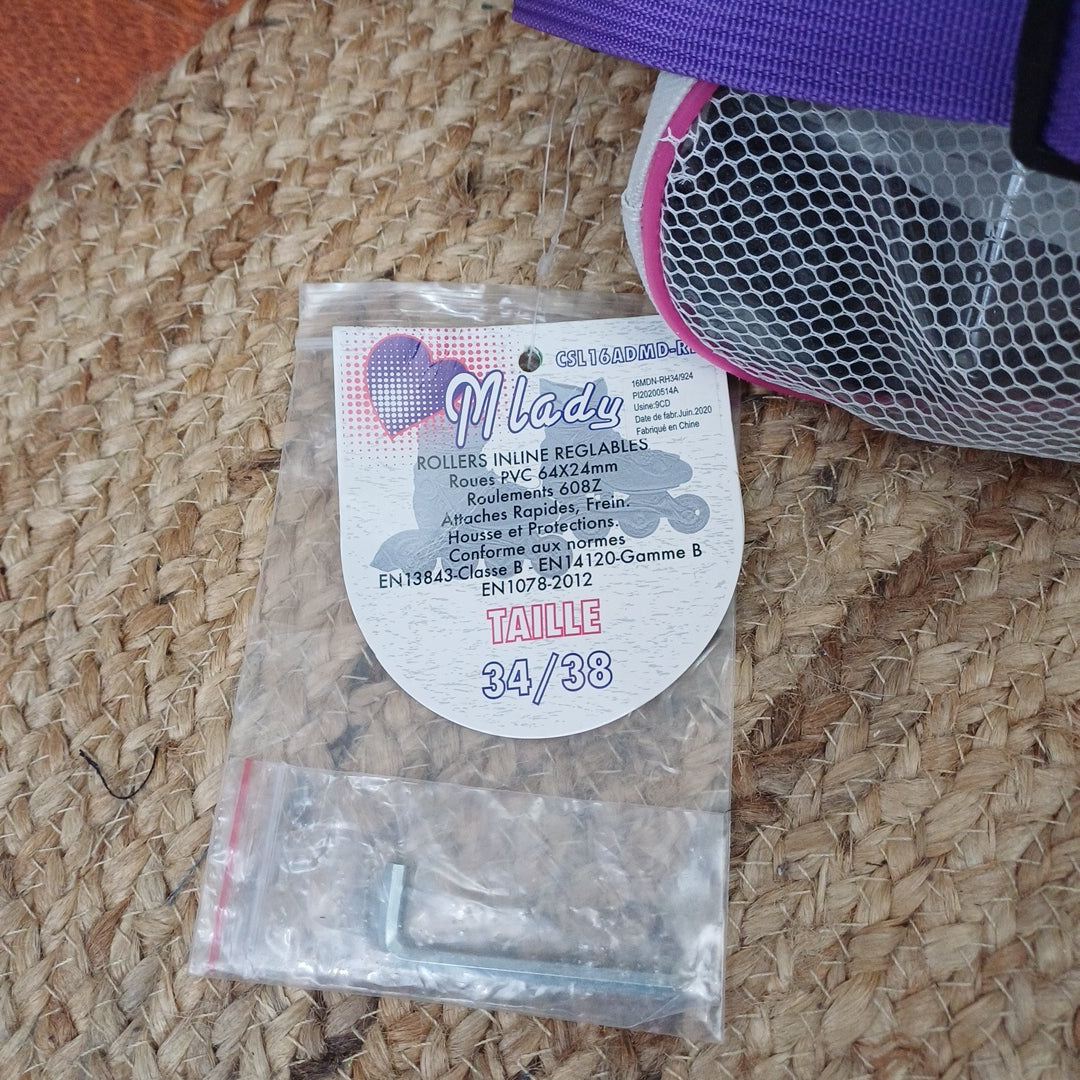 CSL16ADMD-R
M lady
16MDN-RH34/924
PI20200514A
Usine:9CD
Date de fabr.Juin.2020
Fabriqué en Chine
ROLLERS INLINE REGLABLES
Roues PVC 64X24mm
Roulements 608Z
Attaches Rapides, Frein.
Housse et Protections.
Conforme aux normes
EN13843-Classe B - EN14120-Gamme B
EN1078-2012
TAILLE
34/38